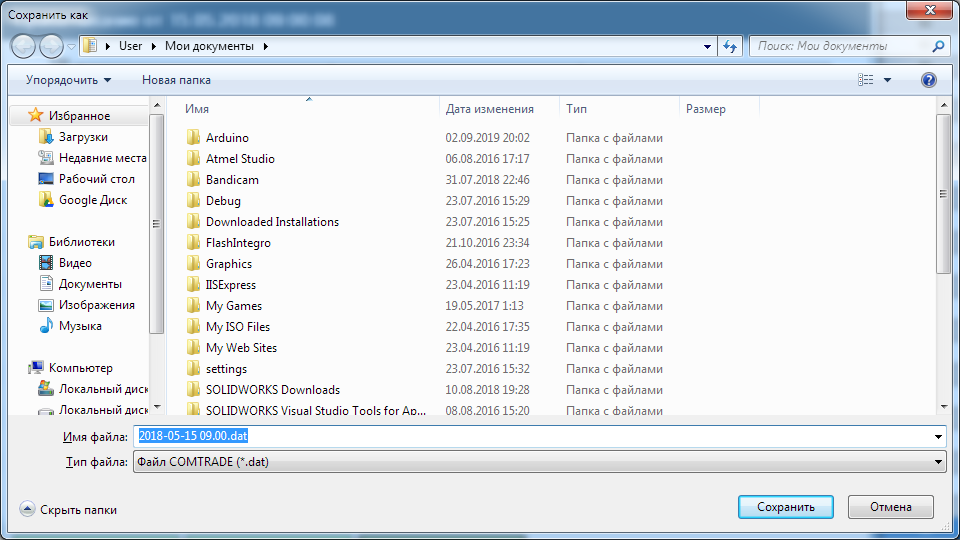 Сохранить как
User
Мои документы
Поиск: Мои документы
Упорядочить
Новая папка
Избранное
Загрузки
Недавние места
Рабочий стол
Google Диск
Библиотеки
Видео
Документы
Изображения
Музыка
Компьютер
Локальный диск
Локальный диск
Имя Дата изменения Тип Размер
Arduino 02.09.2019 20:02 Папка с файлами
Atmel Studio 06.08.2016 17:17 Папка с файлами
Bandicam 31.07.2018 22:46 Папка с файлами
Debug 23.07.2016 15:29 Папка с файлами
Downloaded Installations 23.07.2016 15:25 Папка с файлами
FlashIntegro 21.10.2016 23:34 Папка с файлами
Graphics 26.04.2016 17:23 Папка с файлами
IISExpress 23.04.2016 11:19 Папка с файлами
My Games 19.05.2017 1:13 Папка с файлами
My ISO Files 22.04.2016 17:35 Папка с файлами
My Web Sites 23.04.2016 11:19 Папка с файлами
settings 23.07.2016 15:32 Папка с файлами
SOLIDWORKS Downloads 10.08.2018 19:28 Папка с файлами
SOLIDWORKS Visual Studio Tools for Ap... 08.08.2016 15:20 Папка с файлами
Имя файла: 2018-05-15 09.00.dat
Тип файла: Файл COMTRADE (*.dat)
Скрыть папки
Сохранить
Отмена